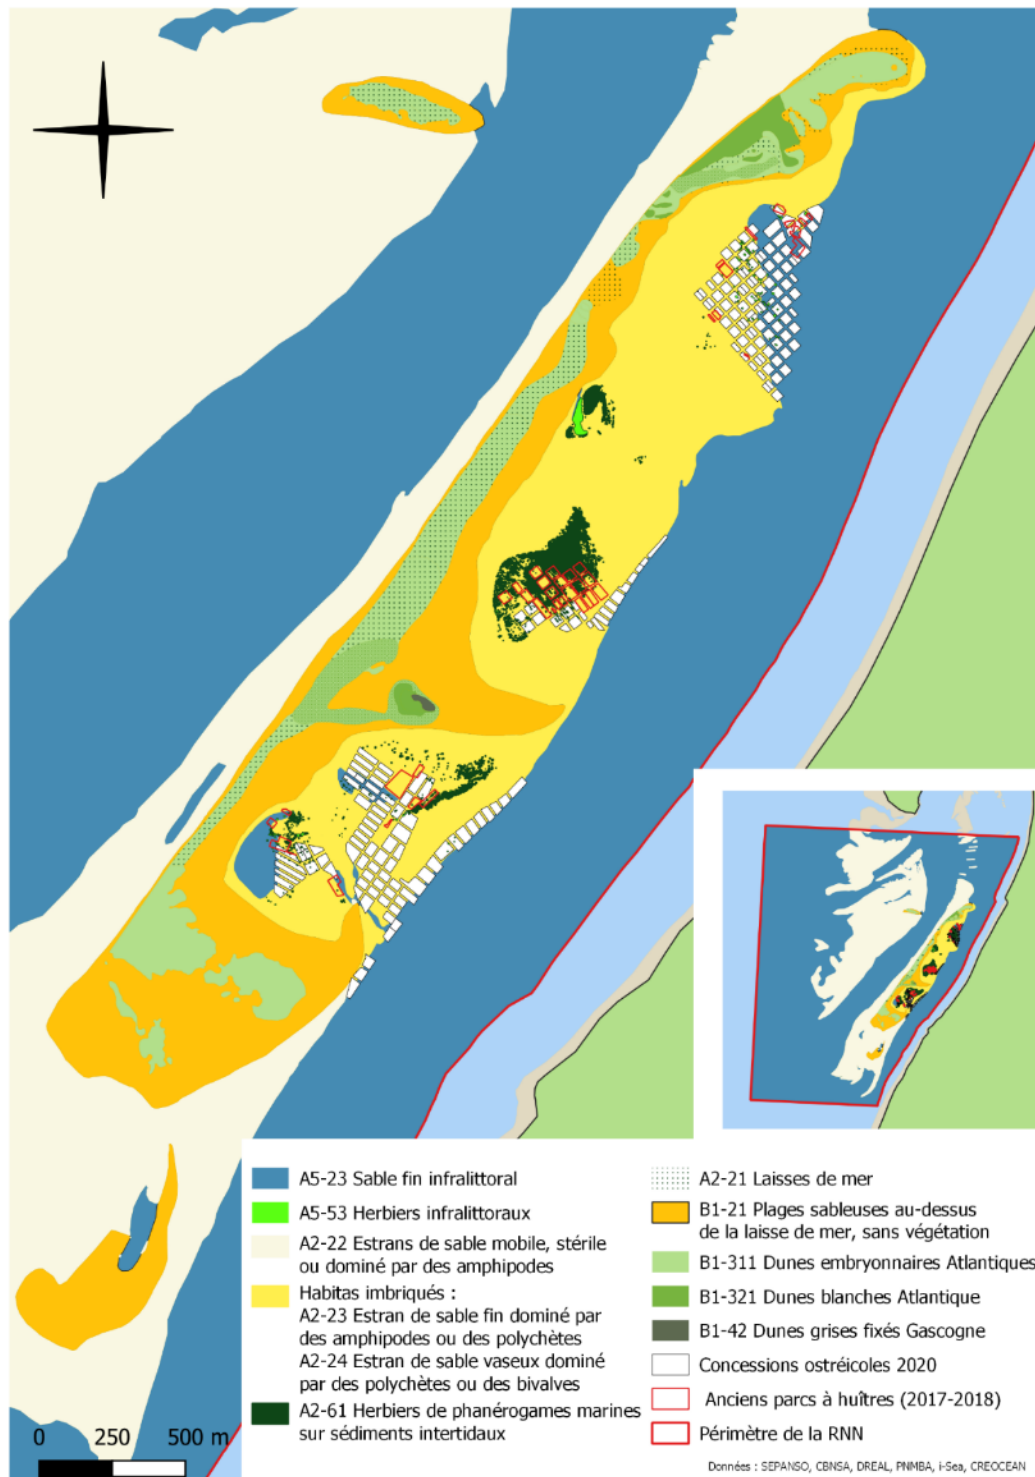 A5-23 Sable fin infralittoral
A5-53 Herbiers infralittoraux
A2-22 Estrans de sable mobile, stérile
ou dominé par des amphipodes
Habitas imbriqués :
A2-23 Estran de sable fin dominé par
des amphipodes ou des polychètes
A2-24 Estran de sable vaseux dominé
par des polychètes ou des bivalves
A2-61 Herbiers de phanérogames marines
sur sédiments intertidaux
0 250 500 m
A2-21 Laisses de mer
B1-21 Plages sableuses au-dessus
de la laisse de mer, sans végétation
B1-311 Dunes embryonnaires Atlantiques
B1-321 Dunes blanches Atlantique
B1-42 Dunes grises fixés Gascogne
Concessions ostréicoles 2020
Anciens parcs à huîtres (2017-2018)
Périmètre de la RNN
Données : SEPANSO, CBNSA, DREAL, PNMBA, i-Sea, CREOCEAN